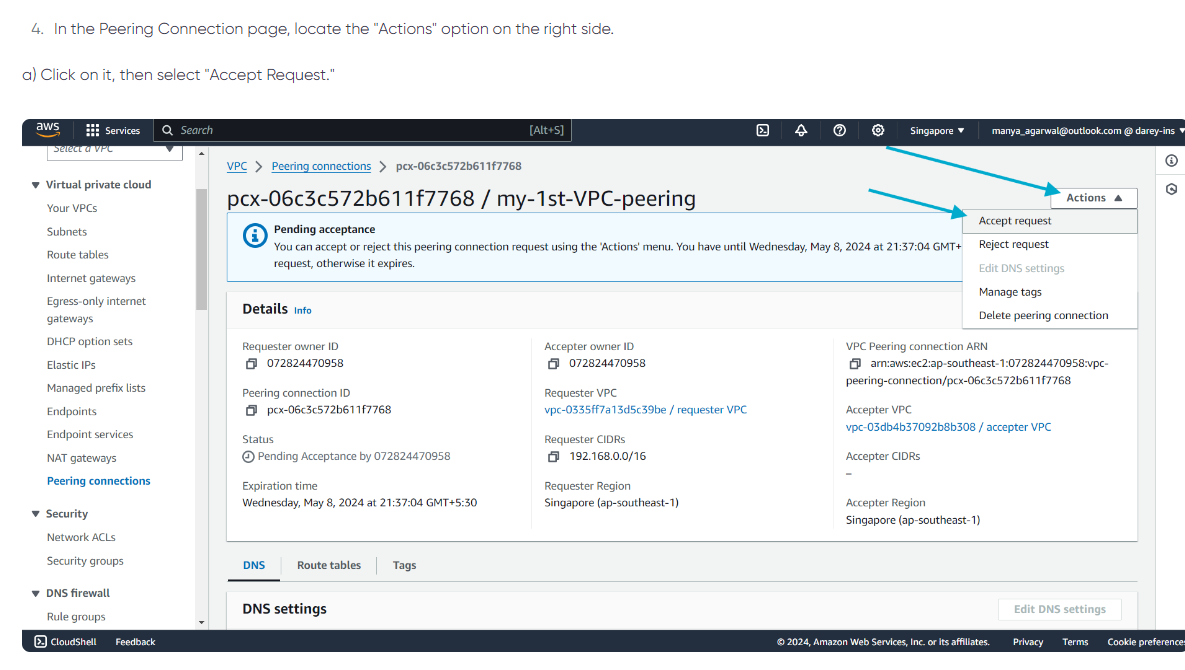 4. In the Peering Connection page, locate the "Actions" option on the right side.
a) Click on it, then select "Accept Request."
aws
Services
Search
[Alt+S]
Singapore
manya_agarwal@outlook.com @ darey-ins
Select a VPC
Virtual private cloud
Your VPCs
Subnets
Route tables
Internet gateways
Egress-only internet
gateways
DHCP option sets
Elastic IPs
Managed prefix lists
Endpoints
Endpoint services
NAT gateways
Peering connections
Security
Network ACLs
Security groups
DNS firewall
Rule groups
VPC > Peering connections > pcx-06c3c572b611f7768
pcx-06c3c572b611f7768 / my-1st-VPC-peering
Actions
Accept request
Reject request
Edit DNS settings
Manage tags
Delete peering connection
Pending acceptance
You can accept or reject this peering connection request using the 'Actions' menu. You have until Wednesday, May 8, 2024 at 21:37:04 GMT+
request, otherwise it expires.
Details Info
Requester owner ID
072824470958
Peering connection ID
pcx-06c3c572b611f7768
Status
Pending Acceptance by 072824470958
Expiration time
Wednesday, May 8, 2024 at 21:37:04 GMT+5:30
Accepter owner ID
072824470958
Requester VPC
vpc-0335ff7a13d5c39be / requester VPC
Requester CIDRs
192.168.0.0/16
Requester Region
Singapore (ap-southeast-1)
VPC Peering connection ARN
arn:aws:ec2:ap-southeast-1:072824470958:vpc-
peering-connection/pcx-06c3c572b611f7768
Accepter VPC
vpc-03db4b37092b8b308 / accepter VPC
Accepter CIDRs
–
Accepter Region
Singapore (ap-southeast-1)
DNS
Route tables
Tags
DNS settings
Edit DNS settings
CloudShell
Feedback
© 2024, Amazon Web Services, Inc. or its affiliates.
Privacy
Terms
Cookie preferences